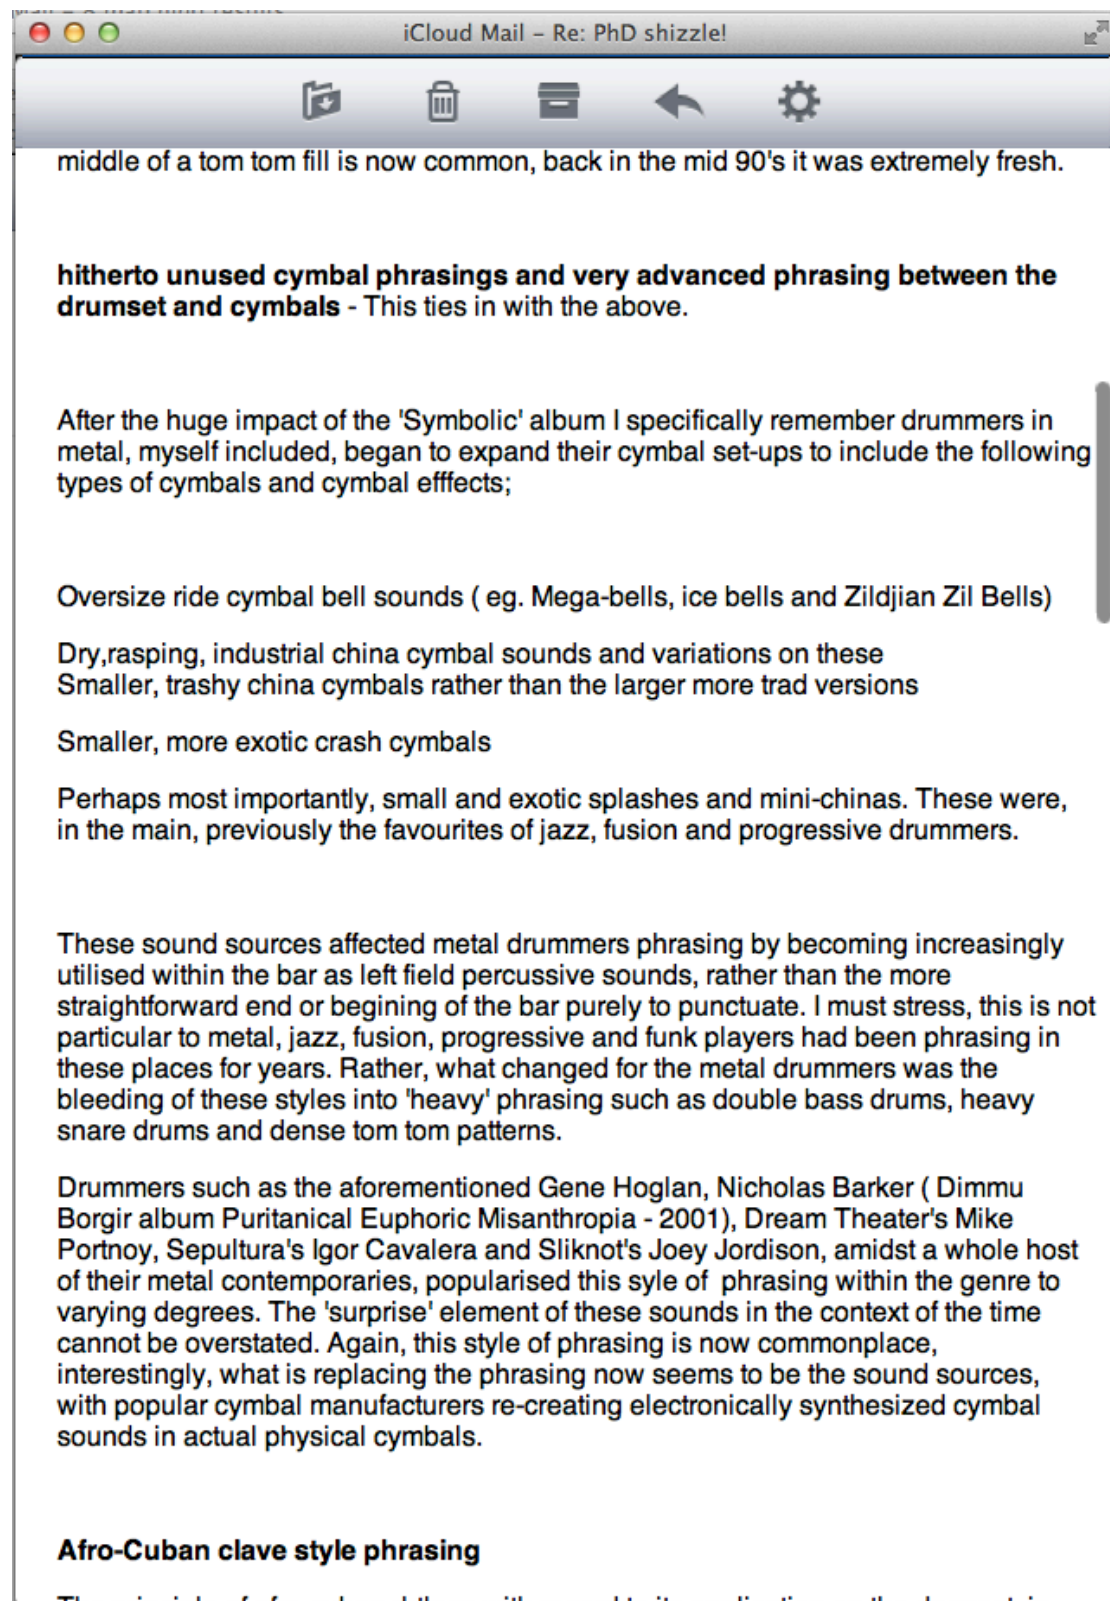 iCloud Mail – Re: PhD shizzle!
middle of a tom tom fill is now common, back in the mid 90's it was extremely fresh.
hitherto unused cymbal phrasings and very advanced phrasing between the
drumset and cymbals - This ties in with the above.
After the huge impact of the 'Symbolic' album I specifically remember drummers in
metal, myself included, began to expand their cymbal set-ups to include the following
types of cymbals and cymbal efffects;
Oversize ride cymbal bell sounds ( eg. Mega-bells, ice bells and Zildjian Zil Bells)
Dry,rasping, industrial china cymbal sounds and variations on these
Smaller, trashy china cymbals rather than the larger more trad versions
Smaller, more exotic crash cymbals
Perhaps most importantly, small and exotic splashes and mini-chinas. These were,
in the main, previously the favourites of jazz, fusion and progressive drummers.
These sound sources affected metal drummers phrasing by becoming increasingly
utilised within the bar as left field percussive sounds, rather than the more
straightforward end or begining of the bar purely to punctuate. I must stress, this is not
particular to metal, jazz, fusion, progressive and funk players had been phrasing in
these places for years. Rather, what changed for the metal drummers was the
bleeding of these styles into 'heavy' phrasing such as double bass drums, heavy
snare drums and dense tom tom patterns.
Drummers such as the aforementioned Gene Hoglan, Nicholas Barker ( Dimmu
Borgir album Puritanical Euphoric Misanthropia - 2001), Dream Theater's Mike
Portnoy, Sepultura's Igor Cavalera and Sliknot's Joey Jordison, amidst a whole host
of their metal contemporaries, popularised this syle of  phrasing within the genre to
varying degrees. The 'surprise' element of these sounds in the context of the time
cannot be overstated. Again, this style of phrasing is now commonplace,
interestingly, what is replacing the phrasing now seems to be the sound sources,
with popular cymbal manufacturers re-creating electronically synthesized cymbal
sounds in actual physical cymbals.
Afro-Cuban clave style phrasing